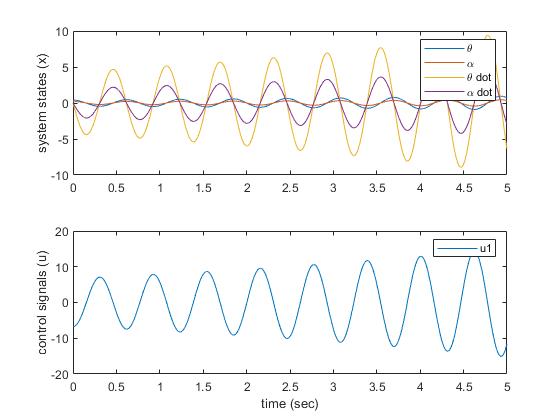 system states (x)
10
5
0
-5
-10
0 0.5 1 1.5 2 2.5 3 3.5 4 4.5 5
θ
α
θ dot
α dot
control signals (u)
20
10
0
-10
-20
0 0.5 1 1.5 2 2.5 3 3.5 4 4.5 5
u1
time (sec)